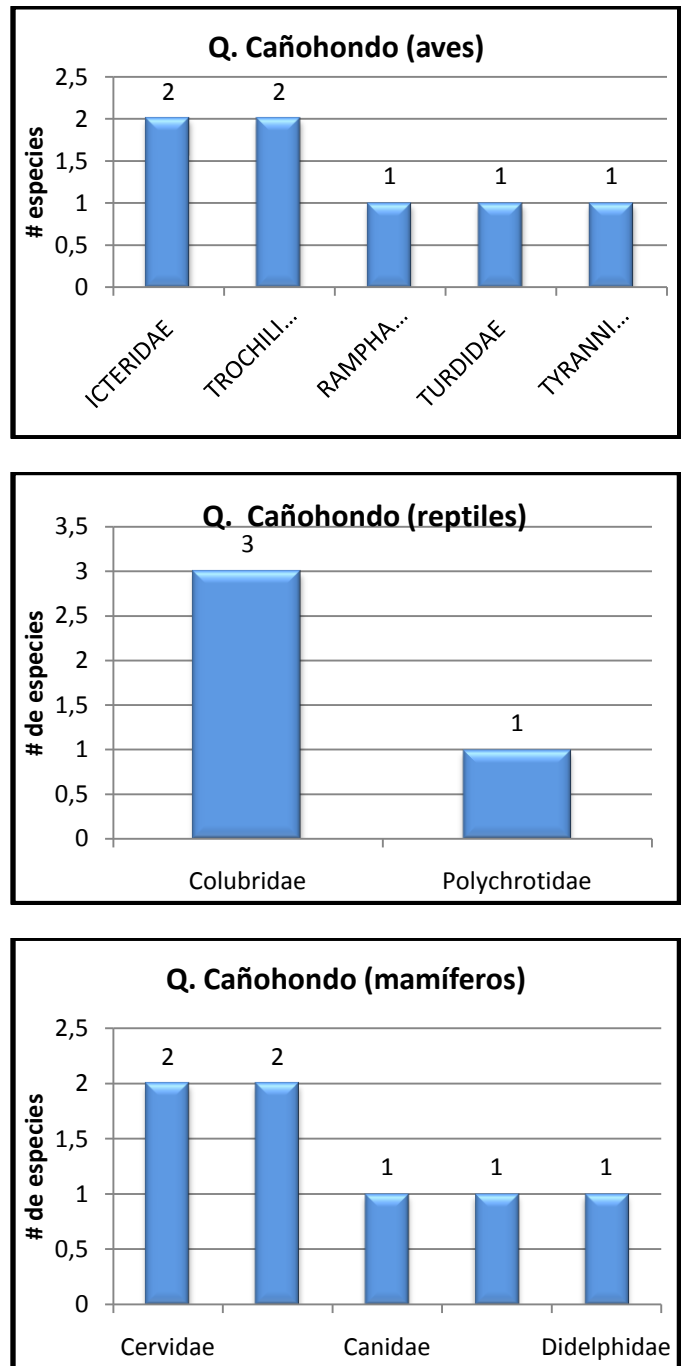 Q. Cañohondo (aves)
# especies
2,5
2
1,5
1
0,5
0
2 2 1 1 1
ICTERIDAE TROCHILI... RAMPHA... TURDIDAE TYRANNI...
Q.  Cañohondo (reptiles)
# de especies
3,5
3
2,5
2
1,5
1
0,5
0
3 1
Colubridae Polychrotidae
Q. Cañohondo (mamíferos)
# de especies
2,5
2
1,5
1
0,5
0
2 2 1 1 1
Cervidae Canidae Didelphidae